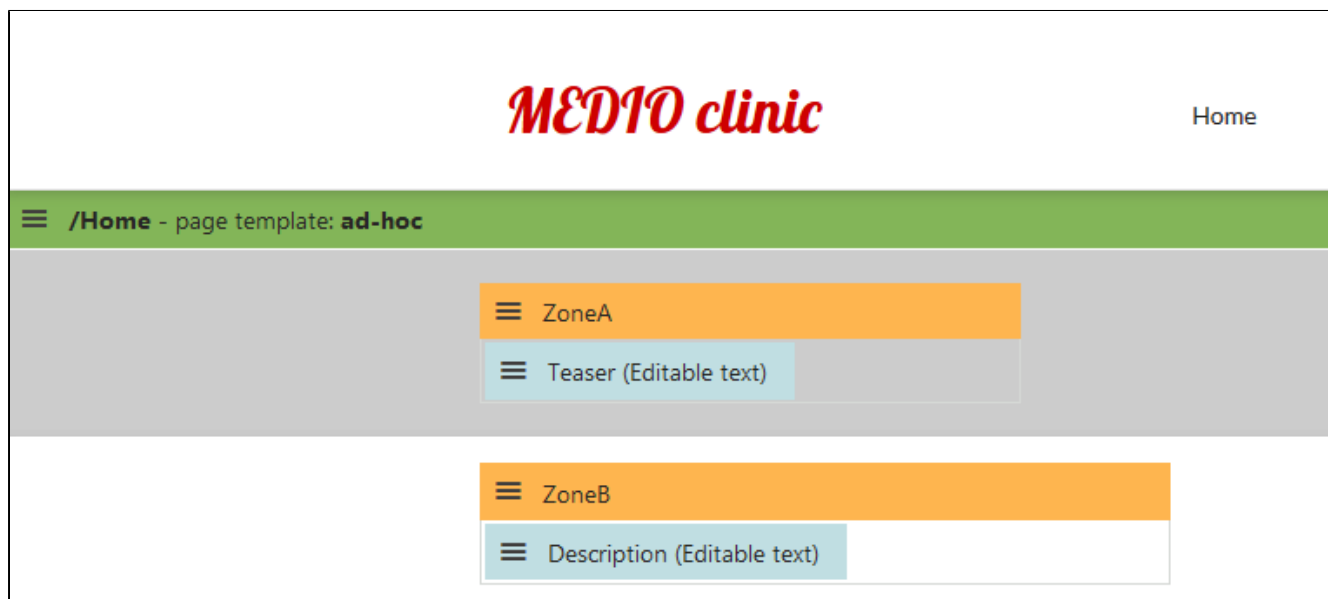 MEDIO clinic
Home
/Home - page template: ad-hoc
ZoneA
Teaser (Editable text)
ZoneB
Description (Editable text)